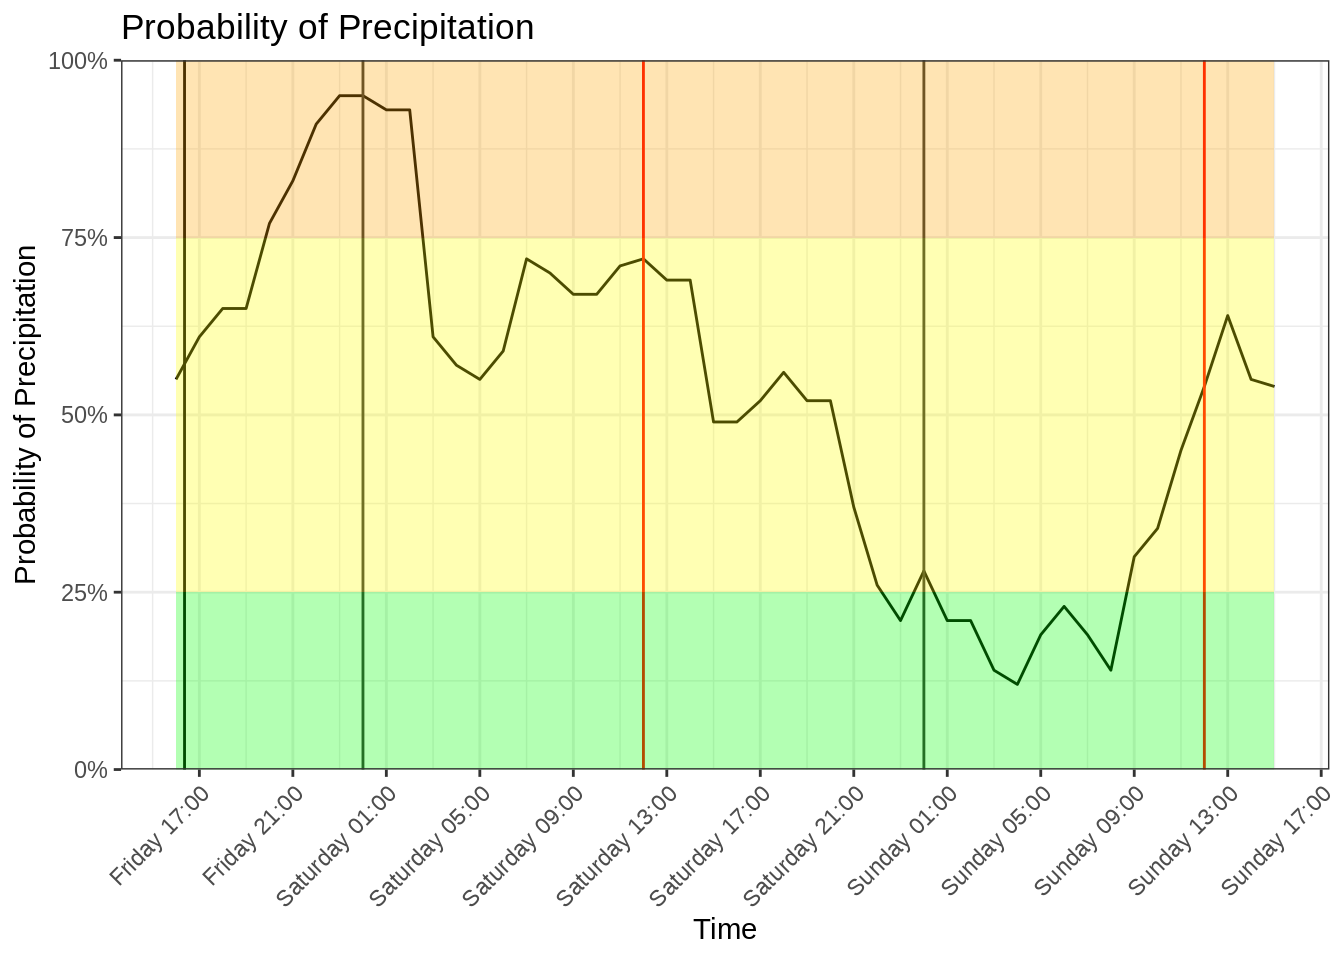 Probability of Precipitation
Probability of Precipitation
100%
75%
50%
25%
0%
Friday 17:00
Friday 21:00
Saturday 01:00
Saturday 05:00
Saturday 09:00
Saturday 13:00
Saturday 17:00
Saturday 21:00
Sunday 01:00
Sunday 05:00
Sunday 09:00
Sunday 13:00
Sunday 17:00
Time